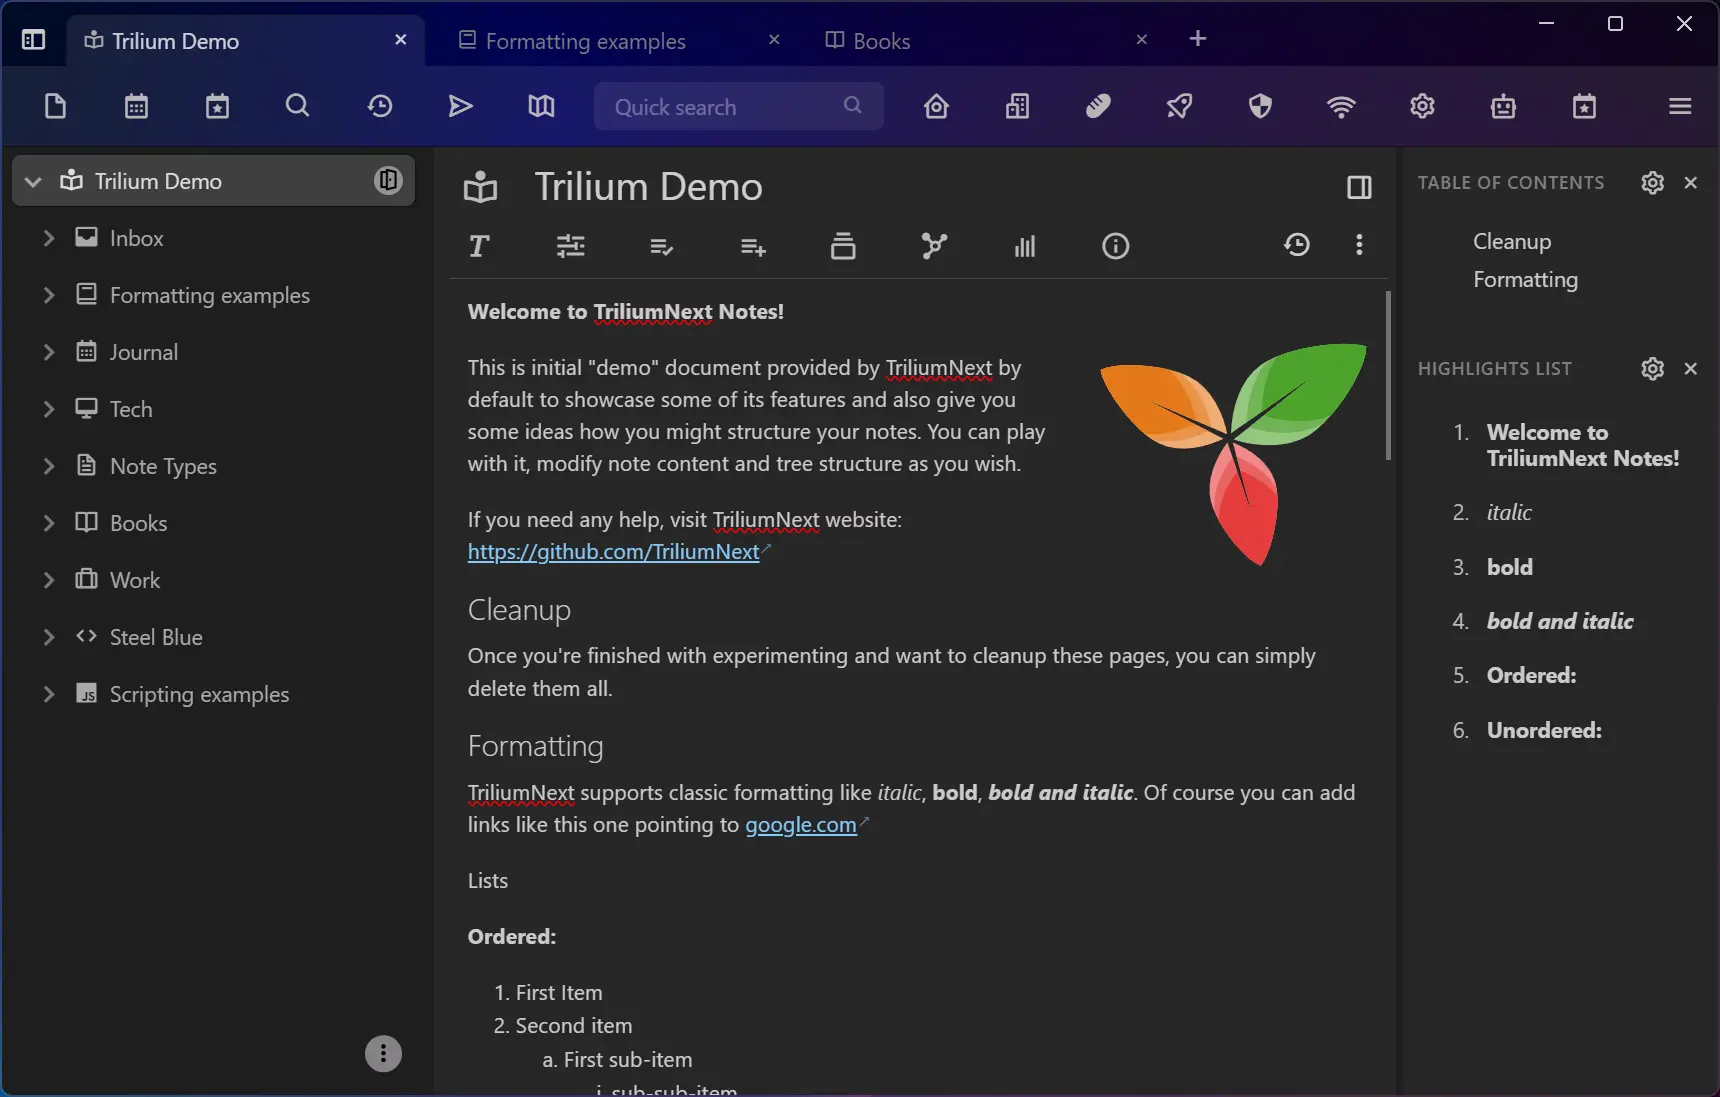 Trilium Demo
Formatting examples
Books
Quick search
Trilium Demo
Inbox
Formatting examples
Journal
Tech
Note Types
Books
Work
Steel Blue
JS Scripting examples
Trilium Demo
Welcome to TriliumNext Notes!
This is initial "demo" document provided by TriliumNext by
default to showcase some of its features and also give you
some ideas how you might structure your notes. You can play
with it, modify note content and tree structure as you wish.
If you need any help, visit TriliumNext website:
https://github.com/TriliumNext
Cleanup
Once you're finished with experimenting and want to cleanup these pages, you can simply
delete them all.
Formatting
TriliumNext supports classic formatting like italic, bold, bold and italic. Of course you can add
links like this one pointing to google.com
Lists
Ordered:
1. First Item
2. Second item
a. First sub-item
i. sub-sub-item
TABLE OF CONTENTS
Cleanup
Formatting
HIGHLIGHTS LIST
1. Welcome to
TriliumNext Notes!
2. italic
3. bold
4. bold and italic
5. Ordered:
6. Unordered: